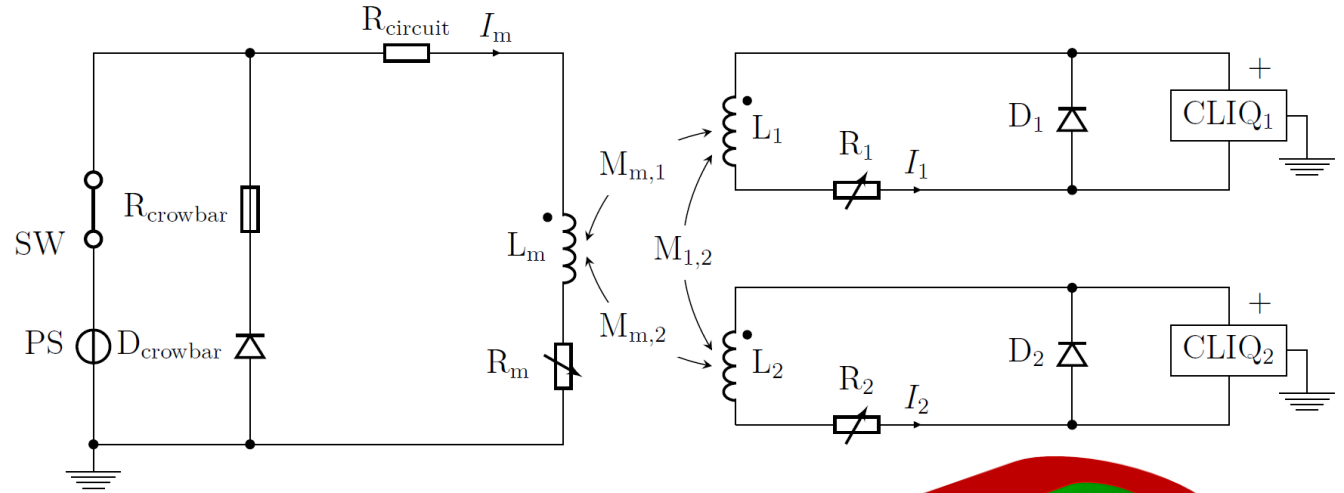 R_circuit
I_m
SW
PS
R_crowbar
D_crowbar
L_m
R_m
M_m,1
M_1,2
M_m,2
L_1
R_1
I_1
D_1
+
CLIQ_1
L_2
R_2
I_2
D_2
+
CLIQ_2